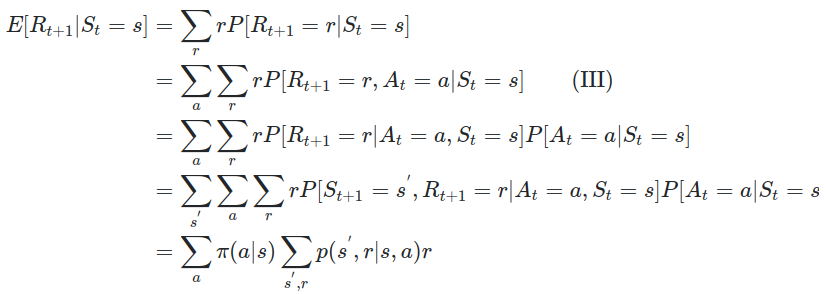 E[R_{t+1}|S_t = s] = \sum_r rP[R_{t+1} = r|S_t = s]
= \sum_a \sum_r rP[R_{t+1} = r, A_t = a|S_t = s] (III)
= \sum_a \sum_r rP[R_{t+1} = r|A_t = a, S_t = s]P[A_t = a|S_t = s]
= \sum_{s'} \sum_a \sum_r rP[S_{t+1} = s', R_{t+1} = r|A_t = a, S_t = s]P[A_t = a|S_t = s
= \sum_a π(a|s) \sum_{s',r} p(s', r|s, a)r